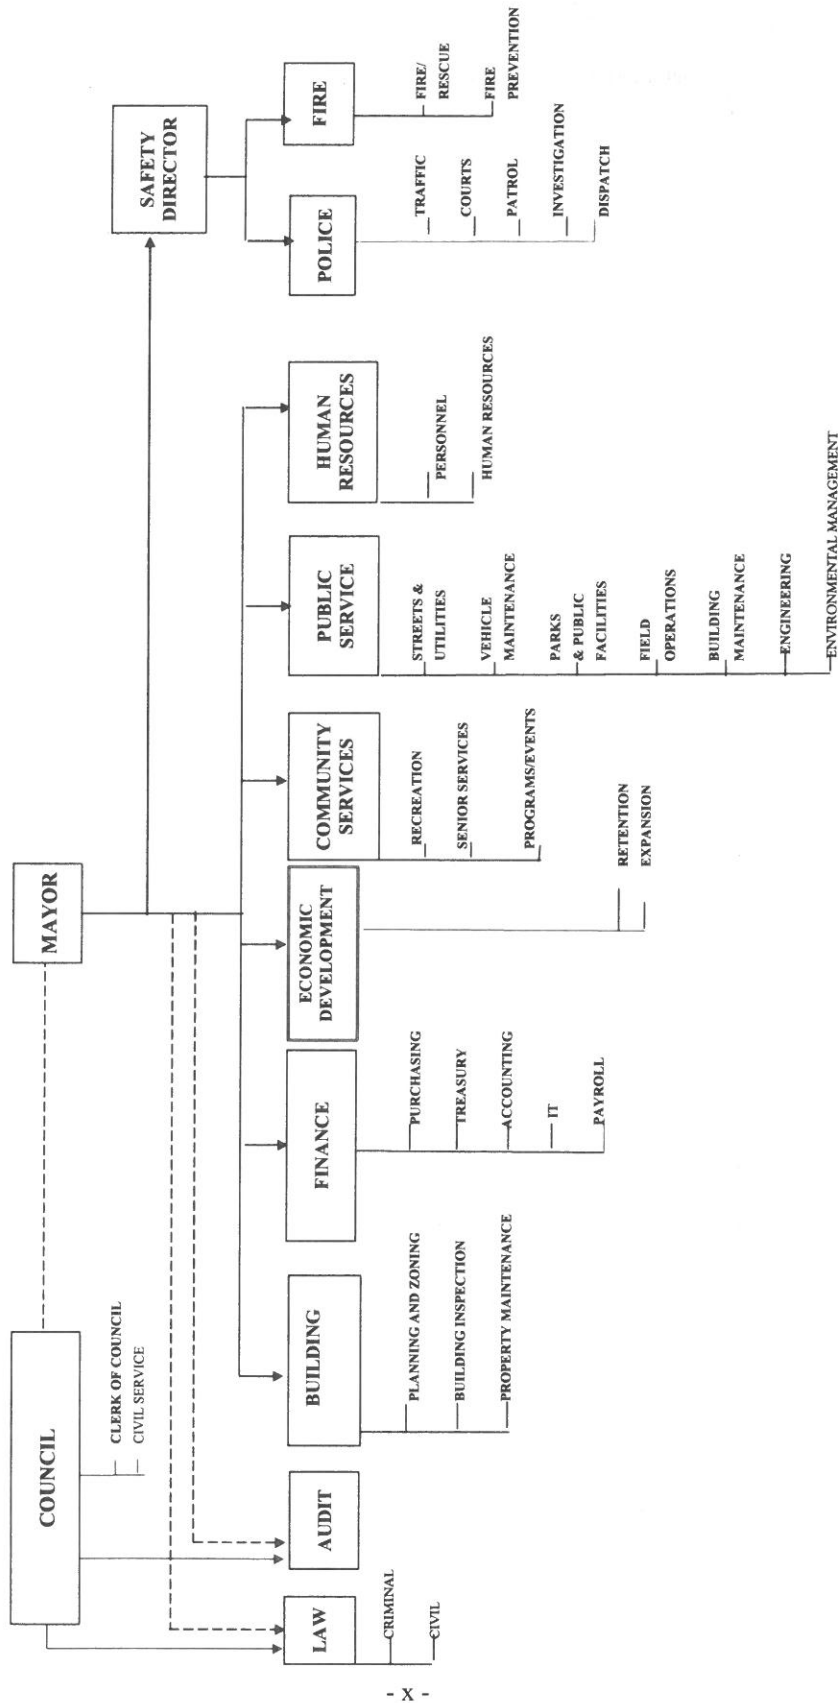 COUNCIL
CLERK OF COUNCIL
CIVIL SERVICE
MAYOR
SAFETY
DIRECTOR
LAW
CRIMINAL
CIVIL
AUDIT
BUILDING
PLANNING AND ZONING
BUILDING INSPECTION
PROPERTY MAINTENANCE
FINANCE
PURCHASING
TREASURY
ACCOUNTING
IT
PAYROLL
ECONOMIC
DEVELOPMENT
RETENTION
EXPANSION
COMMUNITY
SERVICES
RECREATION
SENIOR SERVICES
PROGRAMS/EVENTS
PUBLIC
SERVICE
STREETS &
UTILITIES
VEHICLE
MAINTENANCE
PARKS
& PUBLIC
FACILITIES
FIELD
OPERATIONS
BUILDING
MAINTENANCE
ENGINEERING
ENVIRONMENTAL MANAGEMENT
HUMAN
RESOURCES
PERSONNEL
HUMAN RESOURCES
POLICE
TRAFFIC
COURTS
PATROL
INVESTIGATION
DISPATCH
FIRE
FIRE/
RESCUE
FIRE
PREVENTION
- x -